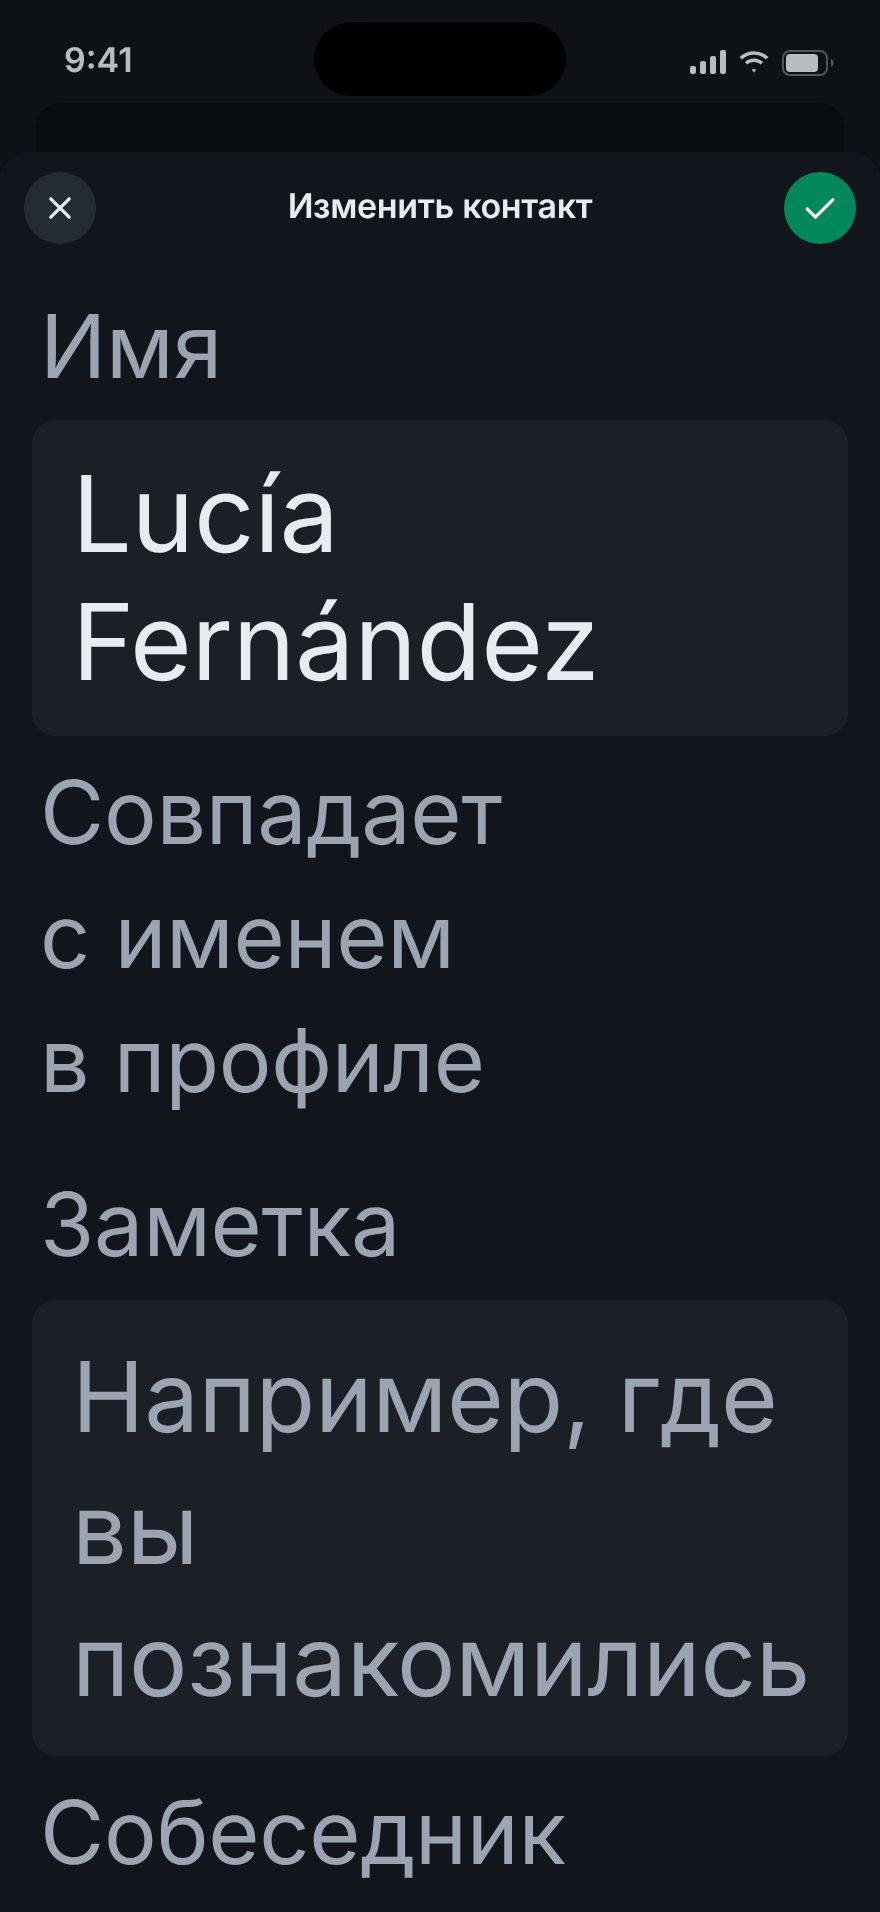 9:41
Изменить контакт
Имя
Lucía
Fernández
Совпадает
с именем
в профиле
Заметка
Например, где
вы
познакомились
Собеседник